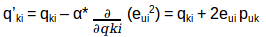 q'ki = qki – α* ∂/∂qki (eui²) = qki + 2eui puk